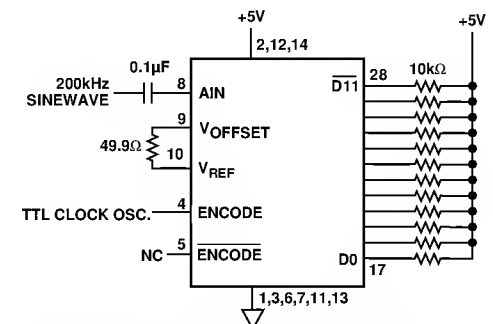 +5V
+5V
2,12,14
0.1µF
10kΩ
200kHz
SINEWAVE
8
AIN
D11
28
9
VOFFSET
49.9Ω
10
VREF
TTL CLOCK OSC.
4
ENCODE
NC
5
ENCODE
D0
17
1,3,6,7,11,13